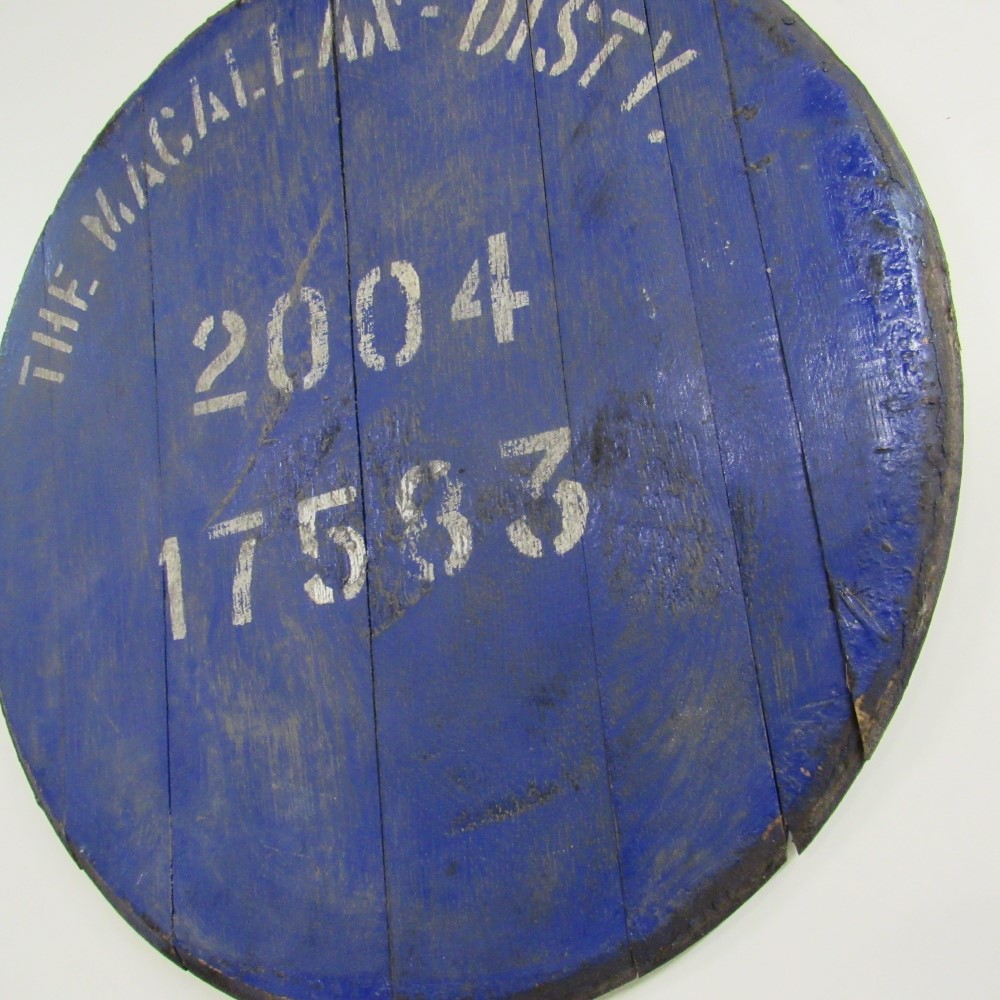 THE MACALLAN-DISTY.
2004
17583